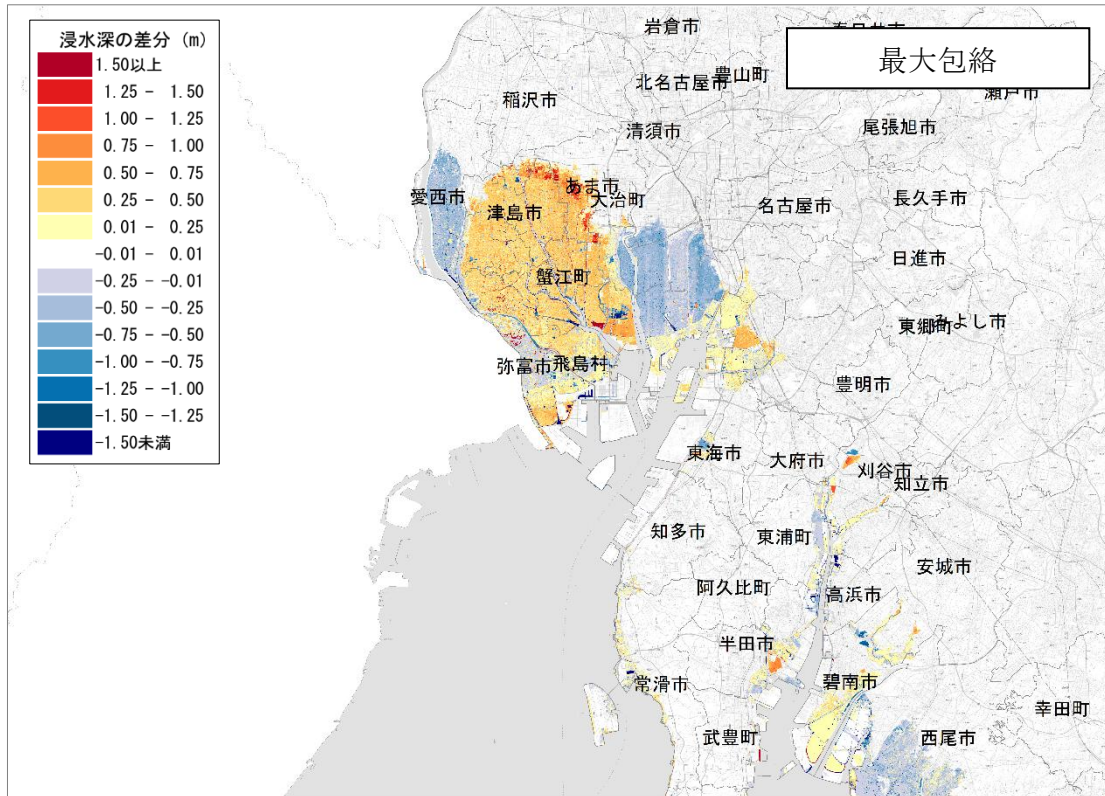 浸水深の差分 (m)
1.50以上
1.25 - 1.50
1.00 - 1.25
0.75 - 1.00
0.50 - 0.75
0.25 - 0.50
0.01 - 0.25
-0.01 - 0.01
-0.25 - -0.01
-0.50 - -0.25
-0.75 - -0.50
-1.00 - -0.75
-1.25 - -1.00
-1.50 - -1.25
-1.50未満
最大包絡
岩倉市
北名古屋市
豊山町
稲沢市
瀬戸市
清須市
尾張旭市
愛西市
あま市
大治町
津島市
名古屋市
長久手市
日進市
蟹江町
東郷町
みよし市
弥富市
飛島村
豊明市
東海市
大府市
刈谷市
知立市
知多市
東浦町
安城市
阿久比町
高浜市
半田市
常滑市
碧南市
幸田町
武豊町
西尾市